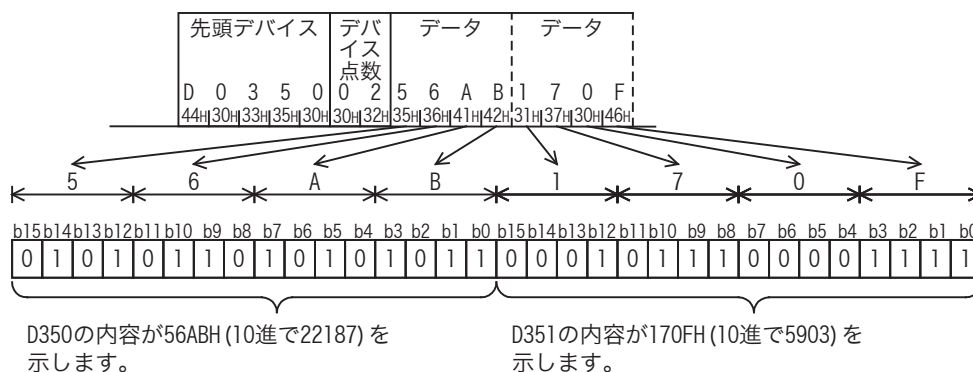 先頭デバイス デバイス点数 データ データ
D 0 3 5 0 0 2 5 6 A B 1 7 0 F
44H 30H 33H 35H 30H 30H 32H 35H 36H 41H 42H 31H 37H 30H 46H
5 6 A B 1 7 0 F
b15 b14 b13 b12 b11 b10 b9 b8 b7 b6 b5 b4 b3 b2 b1 b0 b15 b14 b13 b12 b11 b10 b9 b8 b7 b6 b5 b4 b3 b2 b1 b0
0 1 0 1 0 1 1 0 1 0 1 0 1 0 1 1 0 0 0 1 0 1 1 1 0 0 0 0 1 1 1 1
D350の内容が56ABH(10進で22187)を
示します。
D351の内容が170FH(10進で5903)を
示します。